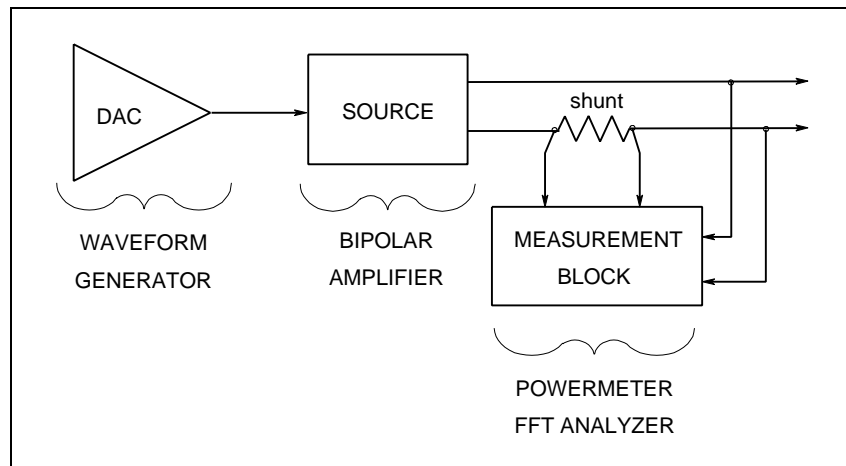 DAC
SOURCE
shunt
WAVEFORM
GENERATOR
BIPOLAR
AMPLIFIER
MEASUREMENT
BLOCK
POWERMETER
FFT ANALYZER